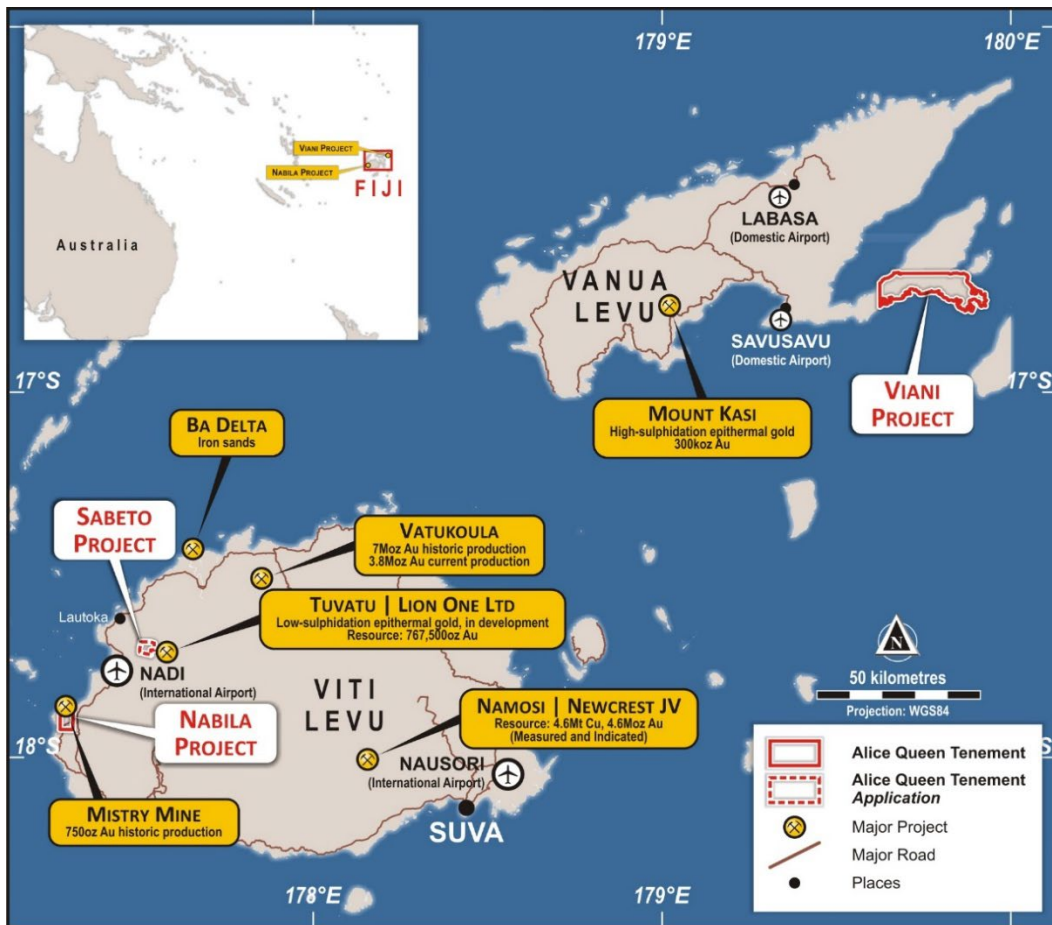 179°E
180°E
VIANI PROJECT
NABILA PROJECT
FIJI
Australia
LABASA
(Domestic Airport)
VANUA
LEVU
SAVUSAVU
(Domestic Airport)
17°S
17°S
VIANI
PROJECT
MOUNT KASI
High-sulphidation epithermal gold
300koz Au
BA DELTA
Iron sands
SABETO
PROJECT
VATUKOULA
7Moz Au historic production
3.8Moz Au current production
TUVATU | LION ONE LTD
Low-sulphidation epithermal gold, in development
Resource: 767,500oz Au
Lautoka
NADI
(International Airport)
VITI
LEVU
N
50 kilometres
Projection: WGS84
NABILA
PROJECT
NAMOSI | NEWCREST JV
Resource: 4.6Mt Cu, 4.6Moz Au
(Measured and Indicated)
18°S
18°S
NAUSORI
(International Airport)
MISTRY MINE
750oz Au historic production
SUVA
Alice Queen Tenement
Alice Queen Tenement
Application
Major Project
Major Road
Places
178°E
179°E